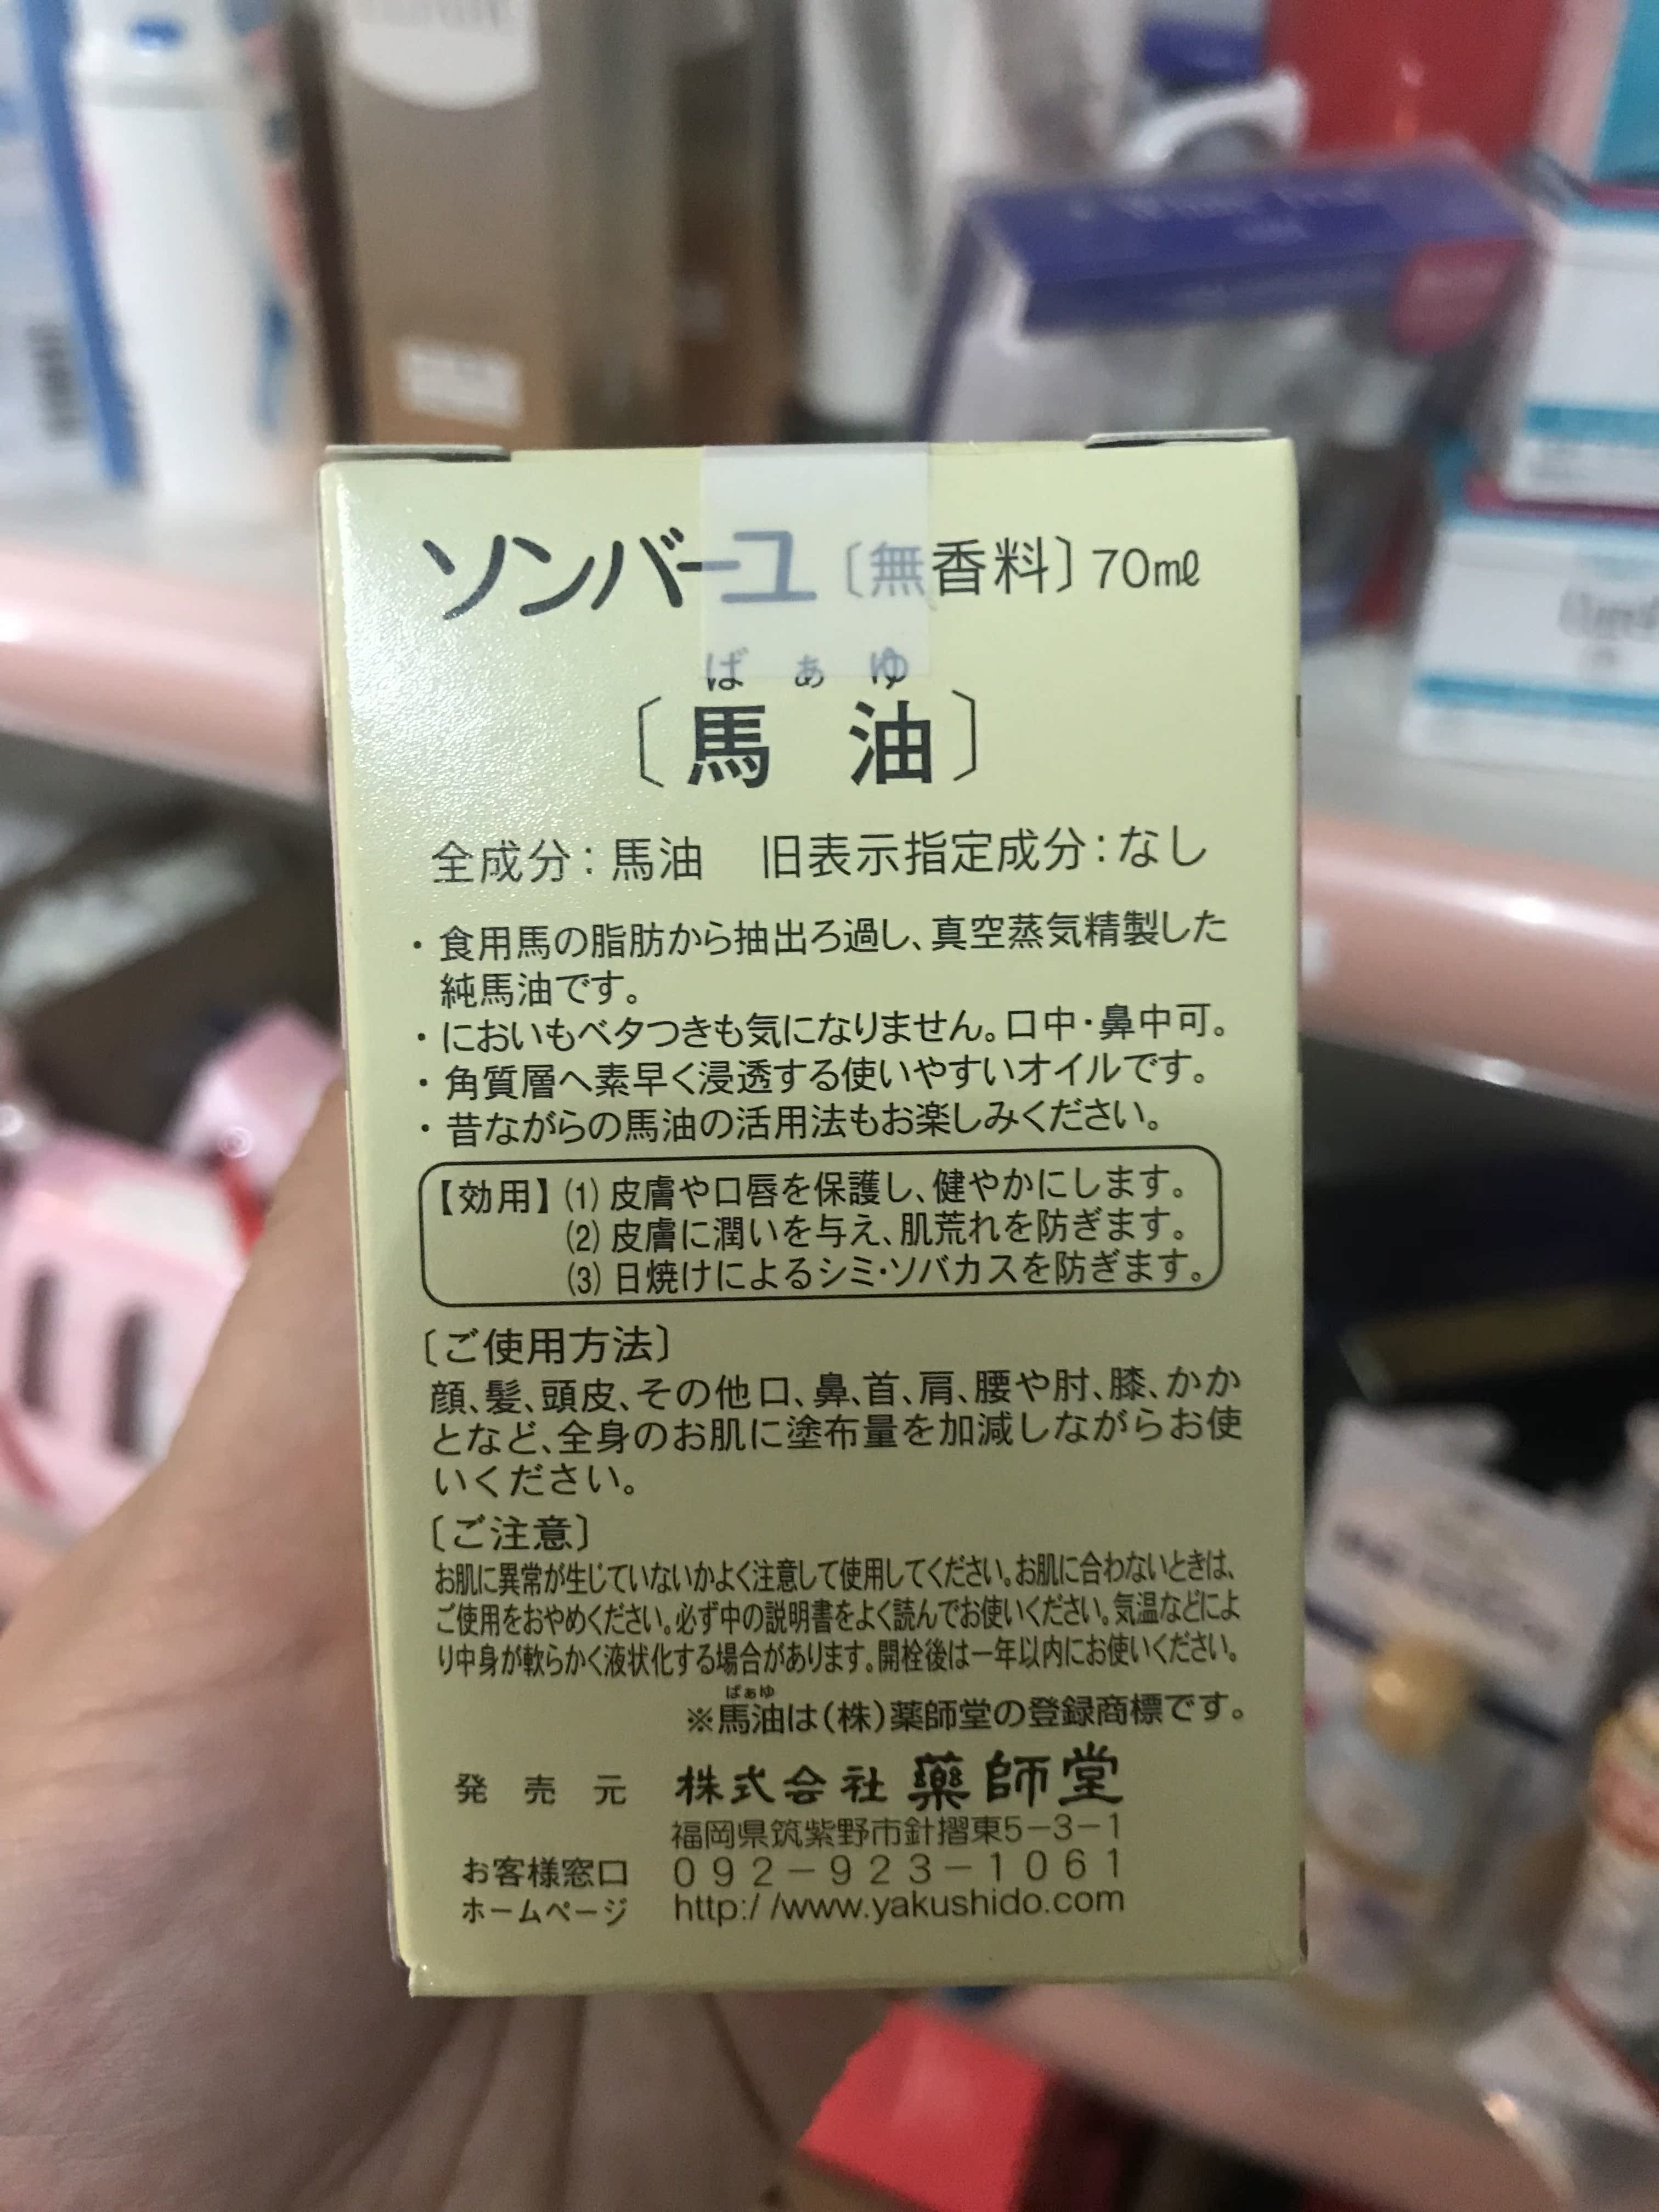 ソンバーユ〔無香料〕70mℓ
ばぁゆ
〔馬油〕
全成分：馬油　旧表示指定成分：なし
・食用馬の脂肪から抽出ろ過し、真空蒸気精製した
純馬油です。
・においもベタつきも気になりません。口中・鼻中可。
・角質層へ素早く浸透する使いやすいオイルです。
・昔ながらの馬油の活用法もお楽しみください。
【効用】(1) 皮膚や口唇を保護し、健やかにします。
(2) 皮膚に潤いを与え、肌荒れを防ぎます。
(3) 日焼けによるシミ・ソバカスを防ぎます。
〔ご使用方法〕
顔、髪、頭皮、その他口、鼻、首、肩、腰や肘、膝、かか
となど、全身のお肌に塗布量を加減しながらお使
いください。
〔ご注意〕
お肌に異常が生じていないかよく注意して使用してください。お肌に合わないときは、
ご使用をおやめください。必ず中の説明書をよく読んでお使いください。気温などによ
り中身が軟らかく液状化する場合があります。開栓後は一年以内にお使いください。
ばぁゆ
※馬油は(株)薬師堂の登録商標です。
発売元　株式会社 薬師堂
福岡県筑紫野市針摺東5－3－1
お客様窓口　092－923－1061
ホームページ　http://www.yakushido.com